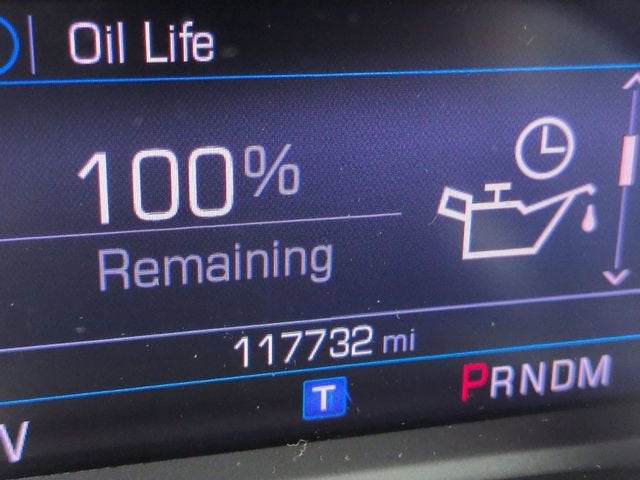 Oil Life
100%
Remaining
117732 mi
T
PRNDM
V